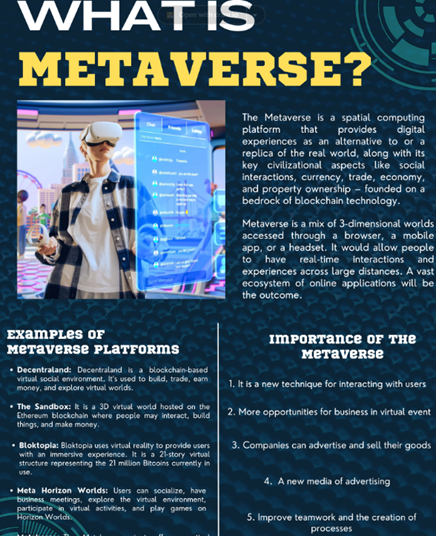 WHAT IS
METAVERSE?
The Metaverse is a spatial computing
platform that provides digital
experiences as an alternative to or a
replica of the real world, along with its
key civilizational aspects like social
interactions, currency, trade, economy,
and property ownership – founded on a
bedrock of blockchain technology.
Metaverse is a mix of 3-dimensional worlds
accessed through a browser, a mobile
app, or a headset. It would allow people
to have real-time interactions and
experiences across large distances. A vast
ecosystem of online applications will be
the outcome.
Chat
Friends
EXAMPLES OF
METAVERSE PLATFORMS
• Decentraland: Decentraland is a blockchain-based
virtual social environment. It's used to build, trade, earn
money, and explore virtual worlds.
• The Sandbox: It is a 3D virtual world hosted on the
Ethereum blockchain where people may interact, build
things, and make money.
• Bloktopia: Bloktopia uses virtual reality to provide users
with an immersive experience. It is a 21-story virtual
structure representing the 21 million Bitcoins currently in
use.
• Meta Horizon Worlds: Users can socialize, have
business meetings, explore the virtual environment,
participate in virtual activities, and play games on
Horizon Worlds.
IMPORTANCE OF THE
METAVERSE
1. It is a new technique for interacting with users
2. More opportunities for business in virtual event
3. Companies can advertise and sell their goods
4. A new media of advertising
5. Improve teamwork and the creation of
processes